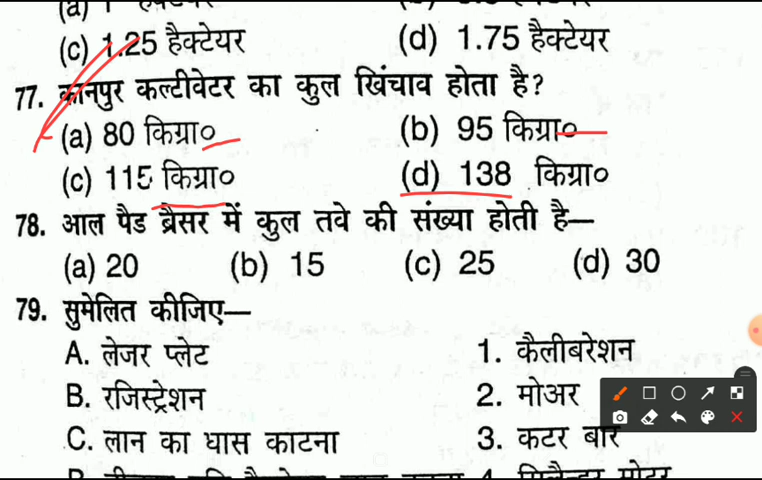 (c) 1.25 हैक्टेयर (d) 1.75 हैक्टेयर
77. कानपुर कल्टीवेटर का कुल खिंचाव होता है?
(a) 80 किग्रा० (b) 95 किग्रा०
(c) 115 किग्रा० (d) 138 किग्रा०
78. आल पैड थ्रैसर में कुल तवे की संख्या होती है—
(a) 20 (b) 15 (c) 25 (d) 30
79. सुमेलित कीजिए—
A. लेजर प्लेट 1. कैलीबरेशन
B. रजिस्ट्रेशन 2. मोअर
C. लान का घास काटना 3. कटर बार